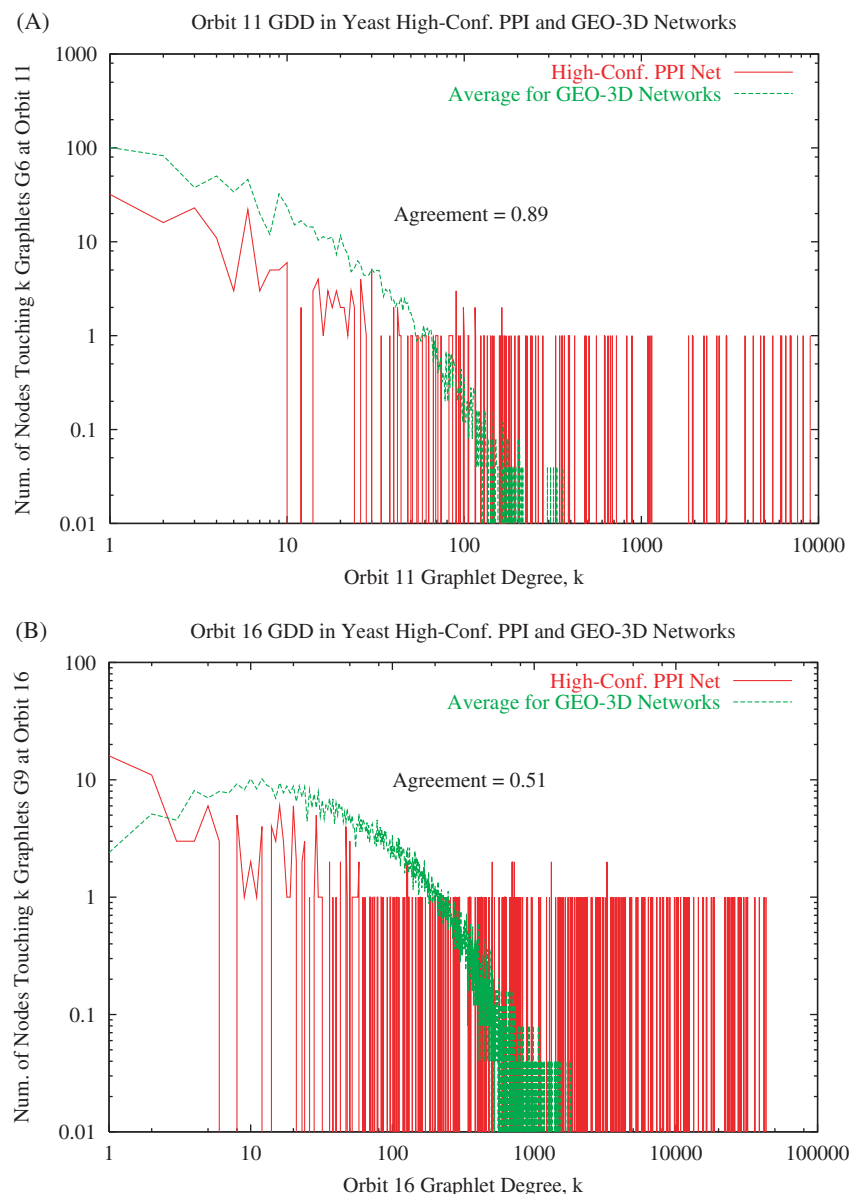 (A)
Orbit 11 GDD in Yeast High-Conf. PPI and GEO-3D Networks
Num. of Nodes Touching k Graphlets G6 at Orbit 11
1000
100
10
1
0.1
0.01
High-Conf. PPI Net
Average for GEO-3D Networks
Agreement = 0.89
1 10 100 1000 10000
Orbit 11 Graphlet Degree, k
(B)
Orbit 16 GDD in Yeast High-Conf. PPI and GEO-3D Networks
Num. of Nodes Touching k Graphlets G9 at Orbit 16
100
10
1
0.1
0.01
High-Conf. PPI Net
Average for GEO-3D Networks
Agreement = 0.51
1 10 100 1000 10000 100000
Orbit 16 Graphlet Degree, k